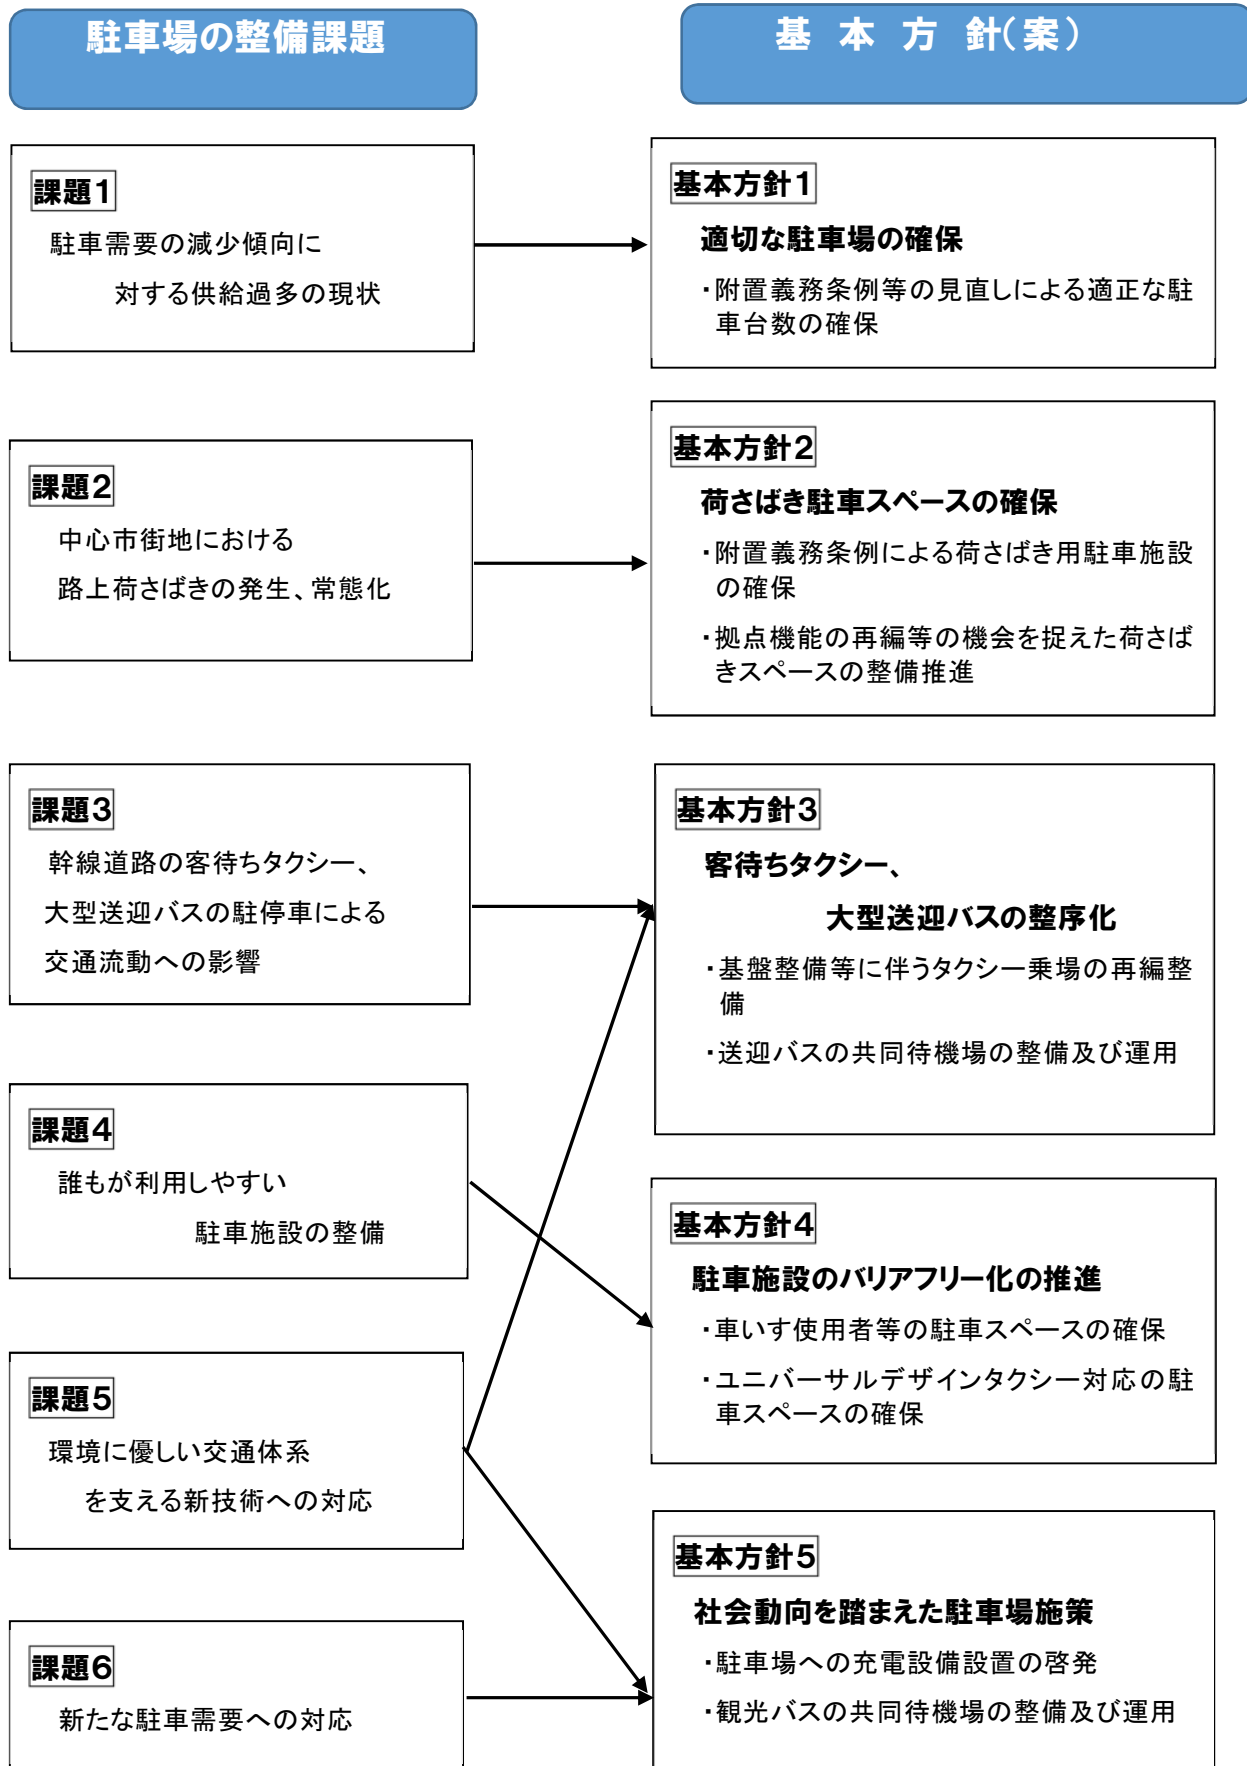 駐車場の整備課題
基 本 方 針(案)
課題1
駐車需要の減少傾向に
対する供給過多の現状
基本方針1
適切な駐車場の確保
・附置義務条例等の見直しによる適正な駐
車台数の確保
課題2
中心市街地における
路上荷さばきの発生、常態化
基本方針2
荷さばき駐車スペースの確保
・附置義務条例による荷さばき用駐車施設
の確保
・拠点機能の再編等の機会を捉えた荷さば
きスペースの整備推進
課題3
幹線道路の客待ちタクシー、
大型送迎バスの駐停車による
交通流動への影響
基本方針3
客待ちタクシー、
大型送迎バスの整序化
・基盤整備等に伴うタクシー乗場の再編整
備
・送迎バスの共同待機場の整備及び運用
課題4
誰もが利用しやすい
駐車施設の整備
基本方針4
駐車施設のバリアフリー化の推進
・車いす使用者等の駐車スペースの確保
・ユニバーサルデザインタクシー対応の駐
車スペースの確保
課題5
環境に優しい交通体系
を支える新技術への対応
基本方針5
社会動向を踏まえた駐車場施策
・駐車場への充電設備設置の啓発
・観光バスの共同待機場の整備及び運用
課題6
新たな駐車需要への対応